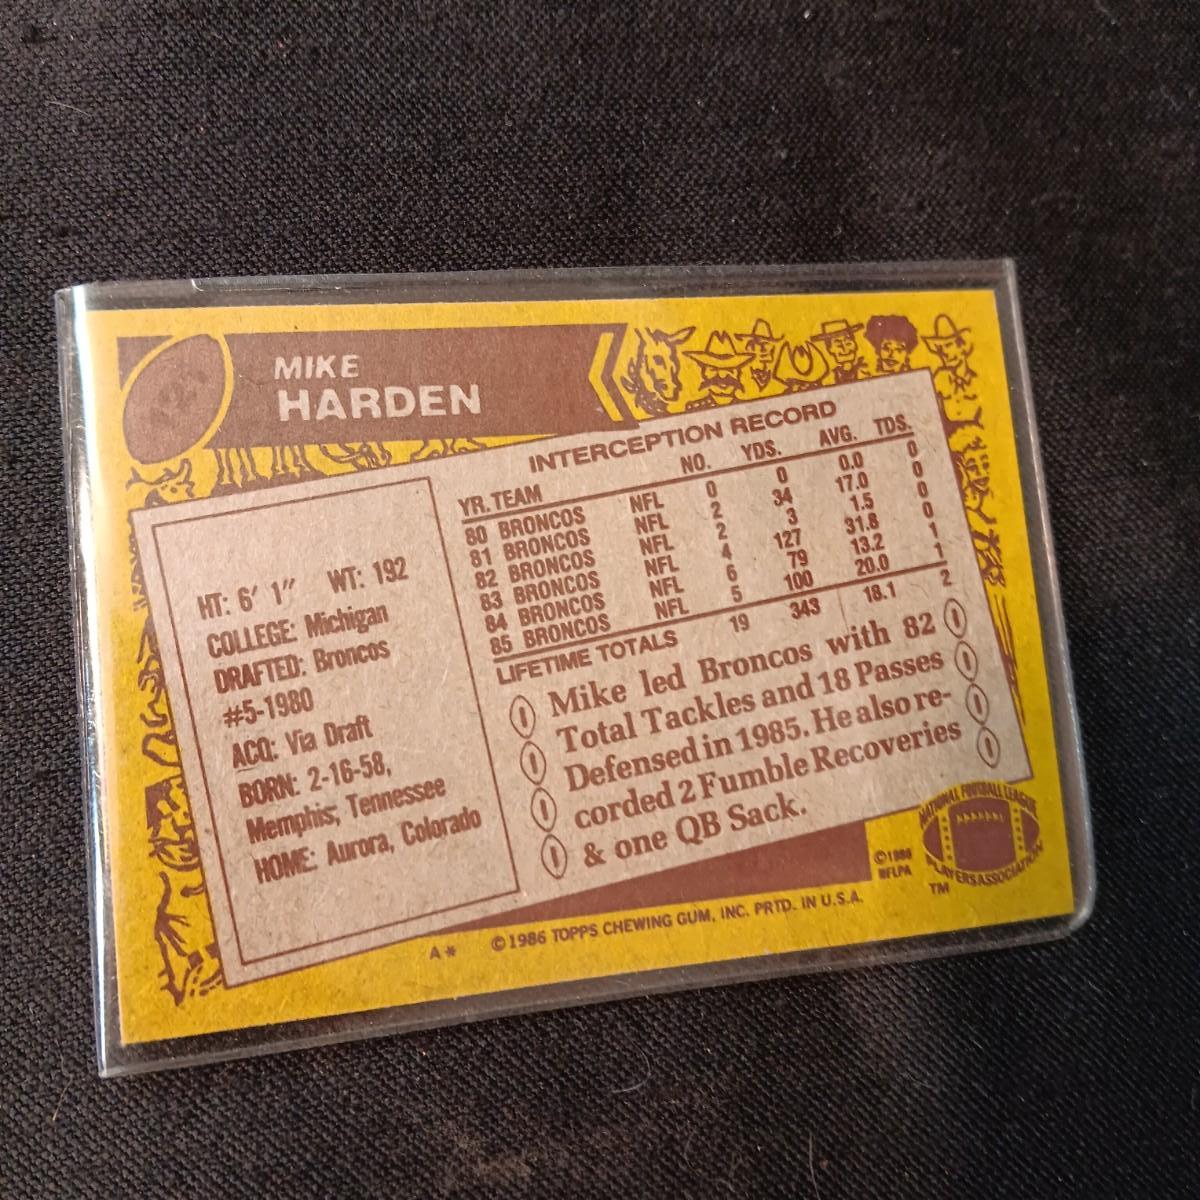 MIKE
HARDEN
HT: 6' 1" WT: 192
COLLEGE: Michigan
DRAFTED: Broncos
#5-1980
ACQ: Via Draft
BORN: 2-16-58,
Memphis, Tennessee
HOME: Aurora, Colorado
INTERCEPTION RECORD
YR. TEAM NO. YDS. AVG. TDS.
80 BRONCOS NFL 0 0 0.0 0
81 BRONCOS NFL 2 34 17.0 0
82 BRONCOS NFL 2 3 1.5 0
83 BRONCOS NFL 4 127 31.8 0
84 BRONCOS NFL 6 79 13.2 1
85 BRONCOS NFL 5 100 20.0 1
LIFETIME TOTALS 19 343 18.1 2
Mike led Broncos with 82
Total Tackles and 18 Passes
Defensed in 1985. He also re-
corded 2 Fumble Recoveries
& one QB Sack.
NATIONAL FOOTBALL LEAGUE
PLAYERS ASSOCIATION
TM
©1986
NFLPA
A* ©1986 TOPPS CHEWING GUM, INC. PRTD. IN U.S.A.